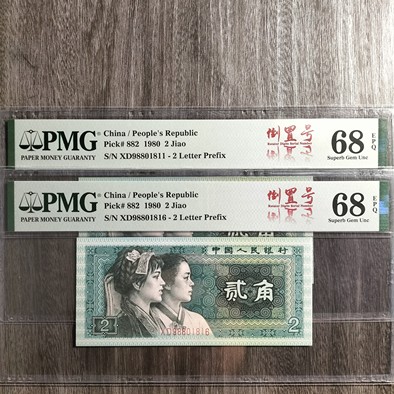 PMG
PAPER MONEY GUARANTY
China / People's Republic
Pick# 882 1980 2 Jiao
S/N XD98801811 - 2 Letter Prefix
倒置号
68
EPQ
Superb Gem Unc
PMG
PAPER MONEY GUARANTY
China / People's Republic
Pick# 882 1980 2 Jiao
S/N XD98801816 - 2 Letter Prefix
倒置号
68
EPQ
Superb Gem Unc
中国人民银行
贰角
2
XD98801816
2